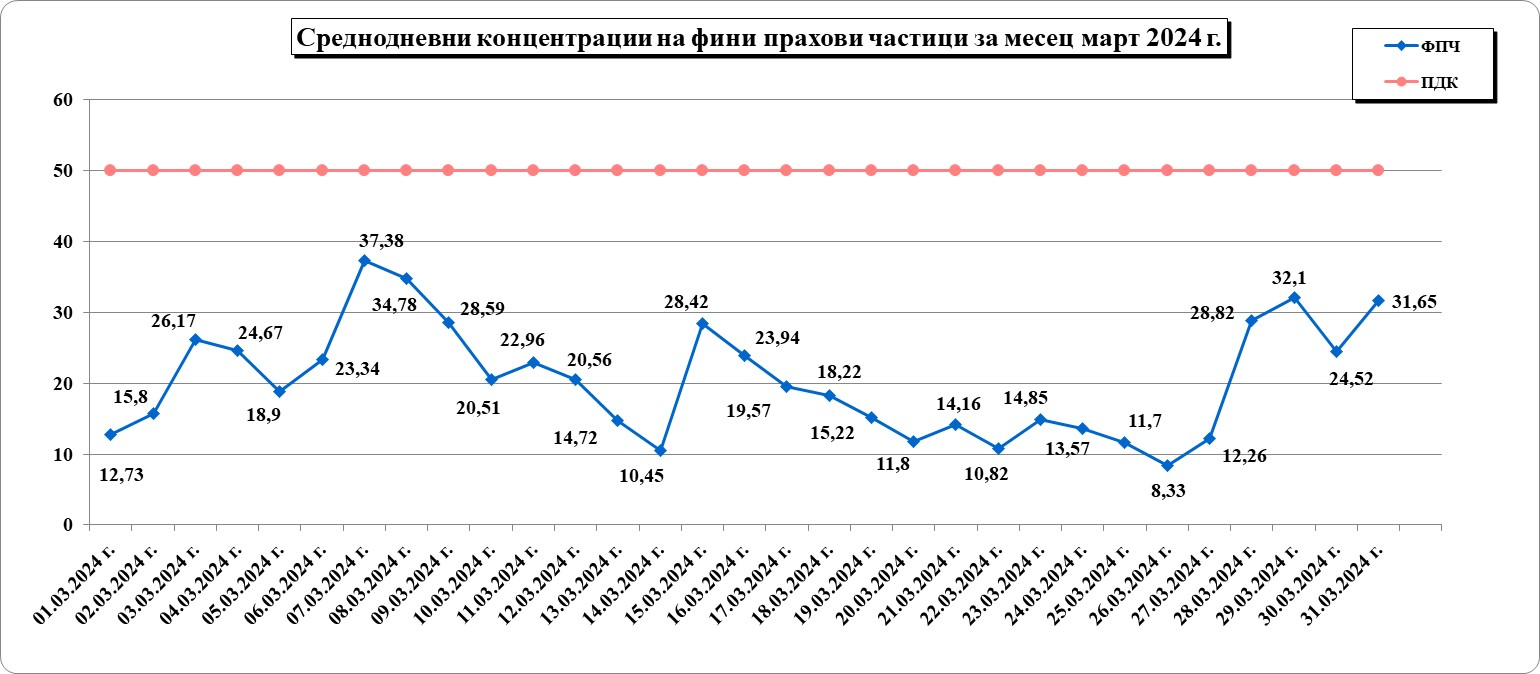 Среднодневни концентрации на фини прахови частици за месец март 2024 г.
ФПЧ
ПДК
60
50
40
30
20
10
0
12,73
15,8
26,17
24,67
18,9
23,34
37,38
34,78
28,59
20,51
22,96
20,56
14,72
10,45
28,42
23,94
19,57
18,22
15,22
11,8
14,16
10,82
14,85
13,57
11,7
8,33
12,26
28,82
32,1
24,52
31,65
01.03.2024 г.
02.03.2024 г.
03.03.2024 г.
04.03.2024 г.
05.03.2024 г.
06.03.2024 г.
07.03.2024 г.
08.03.2024 г.
09.03.2024 г.
10.03.2024 г.
11.03.2024 г.
12.03.2024 г.
13.03.2024 г.
14.03.2024 г.
15.03.2024 г.
16.03.2024 г.
17.03.2024 г.
18.03.2024 г.
19.03.2024 г.
20.03.2024 г.
21.03.2024 г.
22.03.2024 г.
23.03.2024 г.
24.03.2024 г.
25.03.2024 г.
26.03.2024 г.
27.03.2024 г.
28.03.2024 г.
29.03.2024 г.
30.03.2024 г.
31.03.2024 г.